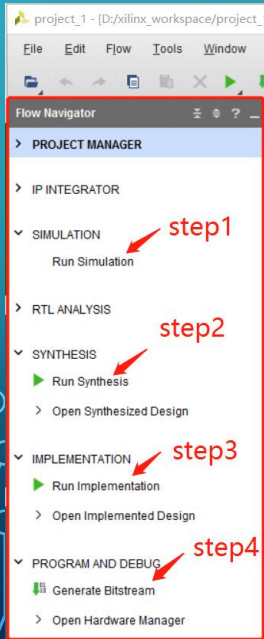 project_1 - [D:/xilinx_workspace/project_
File Edit Flow Tools Window
Flow Navigator
PROJECT MANAGER
IP INTEGRATOR
step1
SIMULATION
Run Simulation
RTL ANALYSIS
step2
SYNTHESIS
Run Synthesis
Open Synthesized Design
step3
IMPLEMENTATION
Run Implementation
Open Implemented Design
step4
PROGRAM AND DEBUG
Generate Bitstream
Open Hardware Manager